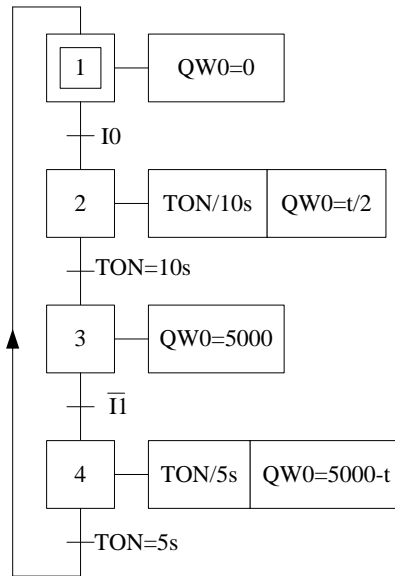 1 QW0=0
I0
2 TON/10s QW0=t/2
TON=10s
3 QW0=5000
I̅1̅
4 TON/5s QW0=5000-t
TON=5s